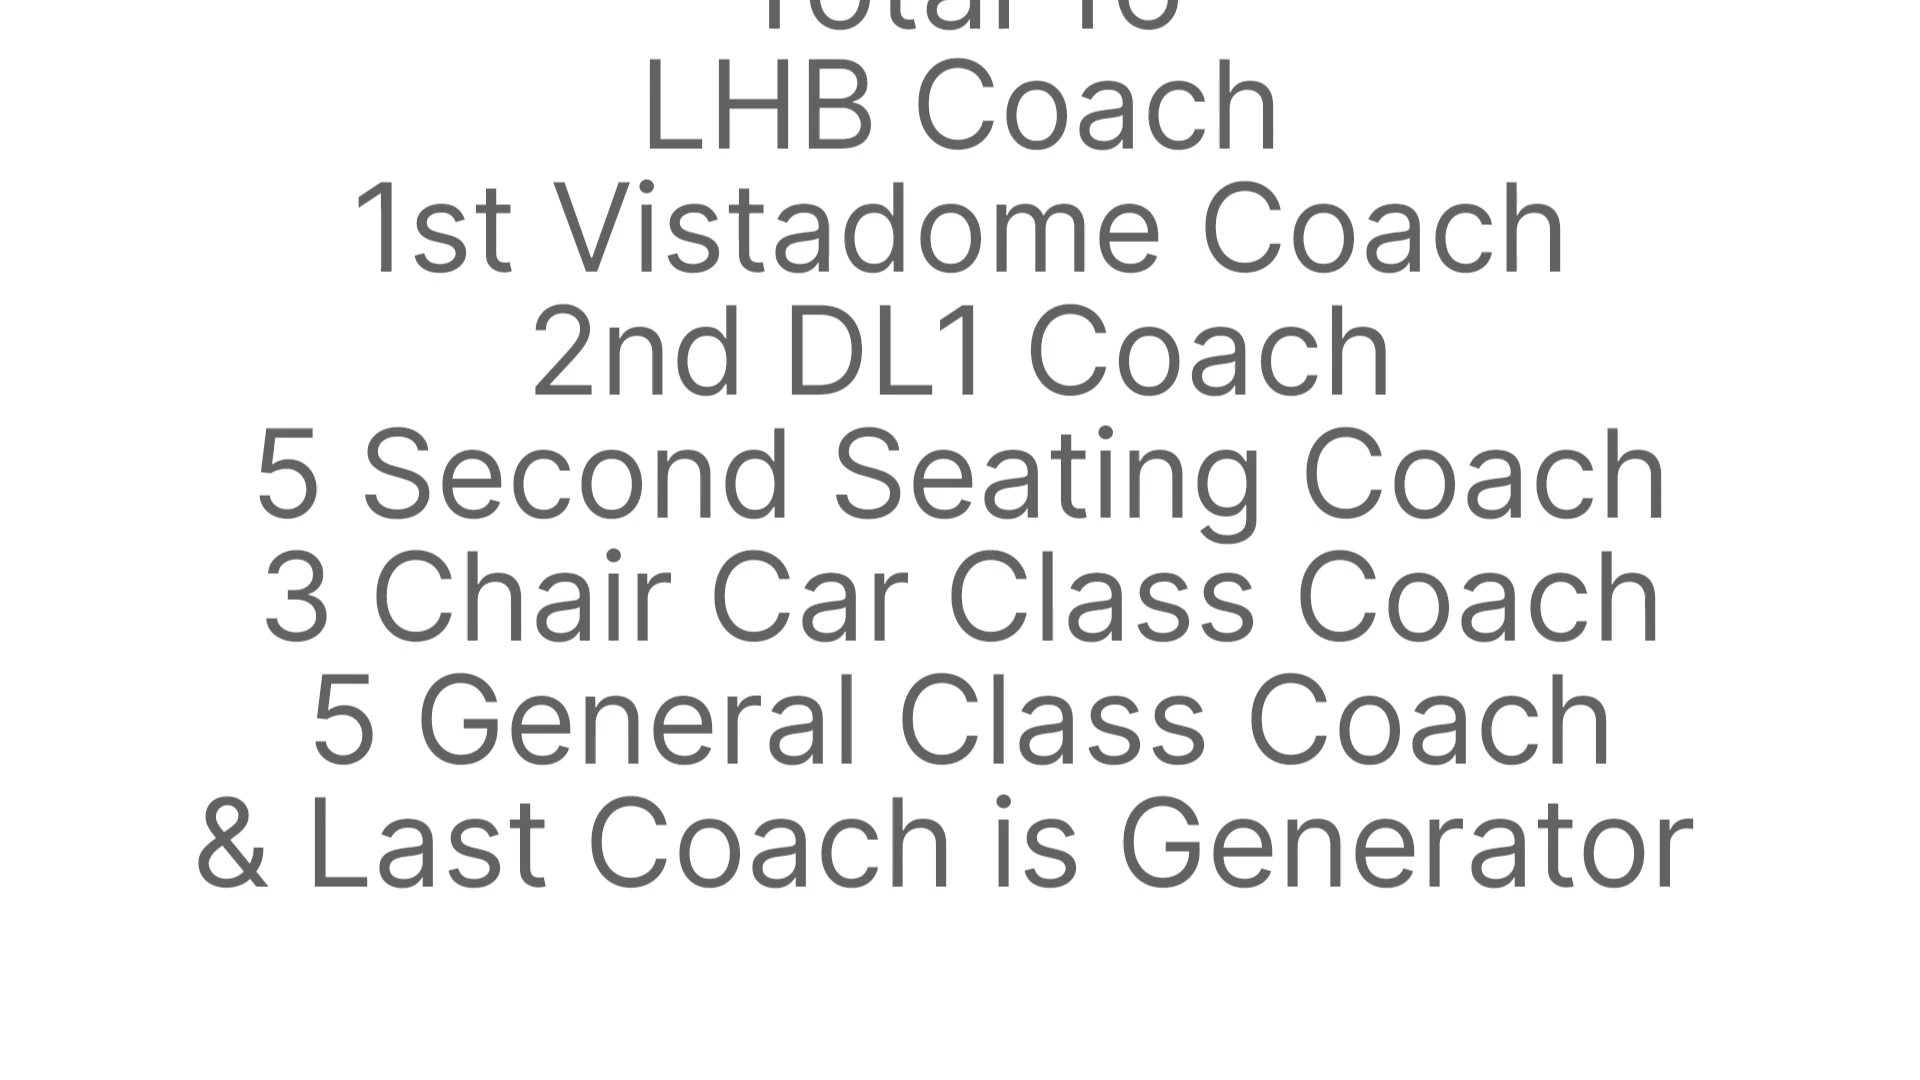 Total
LHB Coach
1st Vistadome Coach
2nd DL1 Coach
5 Second Seating Coach
3 Chair Car Class Coach
5 General Class Coach
& Last Coach is Generator